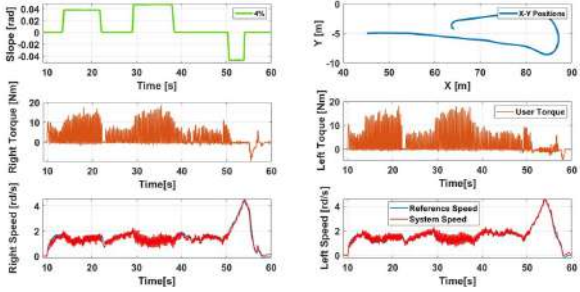 Slope [rad]
0.04
0.02
0
-0.02
-0.04
4%
10 20 30 40 50 60
Time [s]
Y [m]
0
-5
-10
X-Y Positions
40 50 60 70 80 90
X [m]
Right Torque [Nm]
20
10
0
-10
10 20 30 40 50 60
Time[s]
Left Toque [Nm]
20
10
0
-10
User Torque
10 20 30 40 50 60
Time[s]
Right Speed [rd/s]
4
2
0
10 20 30 40 50 60
Time[s]
Left Speed [rd/s]
4
2
0
Reference Speed
System Speed
10 20 30 40 50 60
Time[s]